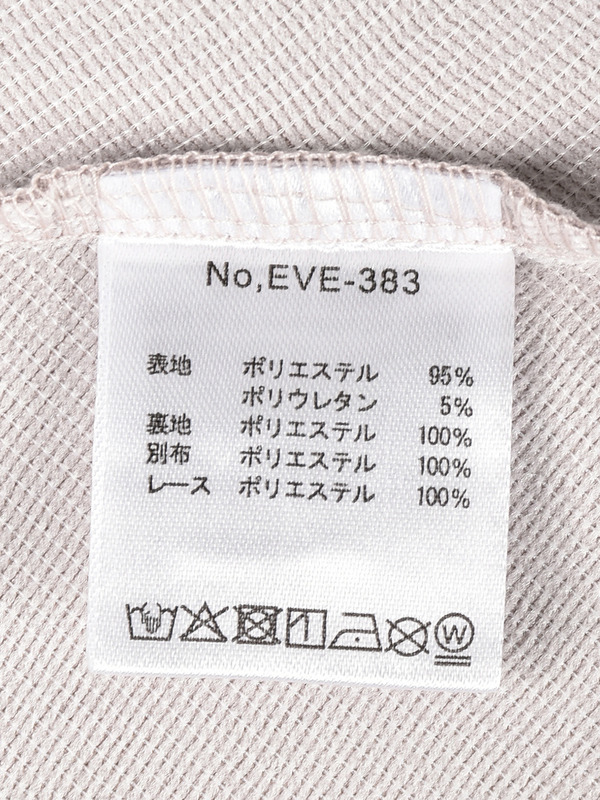 No,EVE-383
表地 ポリエステル 95%
ポリウレタン 5%
裏地 ポリエステル 100%
別布 ポリエステル 100%
レース ポリエステル 100%
W